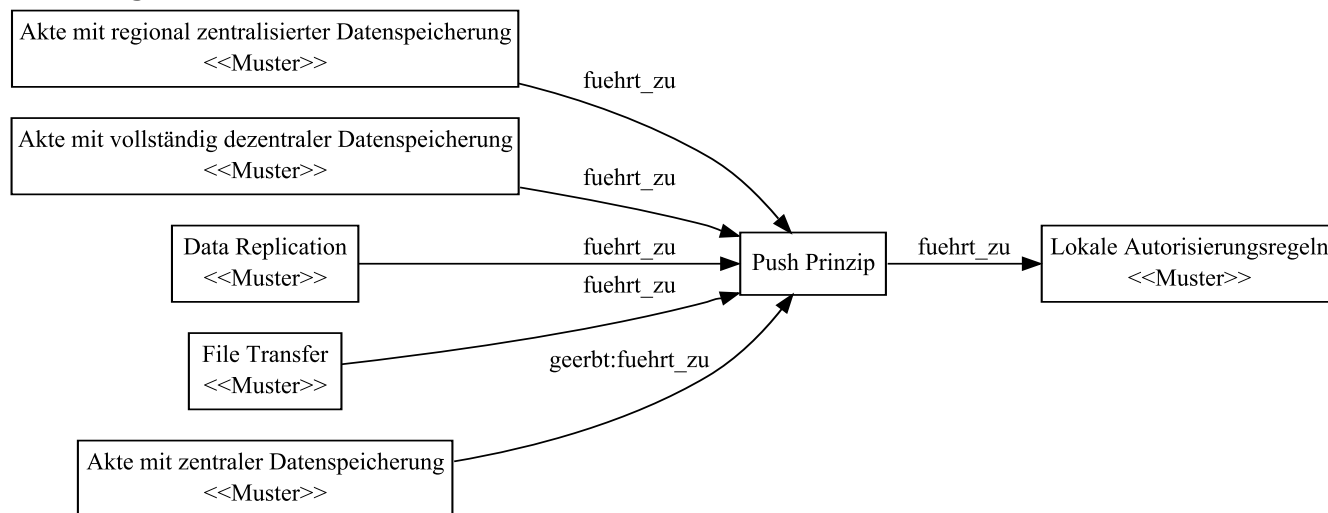 Akte mit regional zentralisierter Datenspeicherung
<<Muster>>
fuehrt_zu
Akte mit vollständig dezentraler Datenspeicherung
<<Muster>>
fuehrt_zu
Data Replication
<<Muster>>
fuehrt_zu
Push Prinzip
fuehrt_zu
Lokale Autorisierungsregeln
<<Muster>>
fuehrt_zu
File Transfer
<<Muster>>
geerbt:fuehrt_zu
Akte mit zentraler Datenspeicherung
<<Muster>>